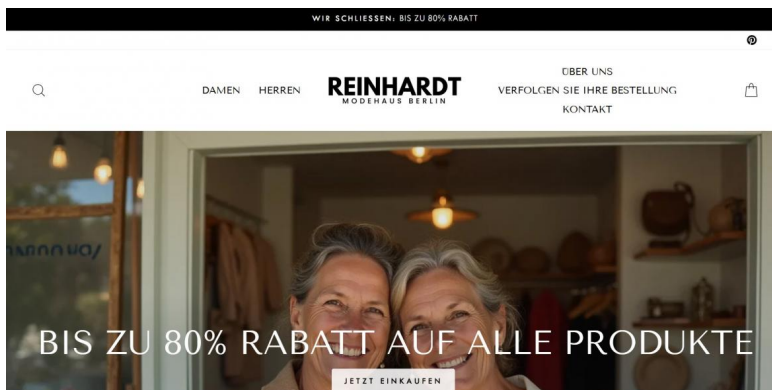 WIR SCHLIESSEN: BIS ZU 80% RABATT
DAMEN HERREN
REINHARDT
MODEHAUS BERLIN
ÜBER UNS
VERFOLGEN SIE IHRE BESTELLUNG
KONTAKT
BIS ZU 80% RABATT AUF ALLE PRODUKTE
JETZT EINKAUFEN